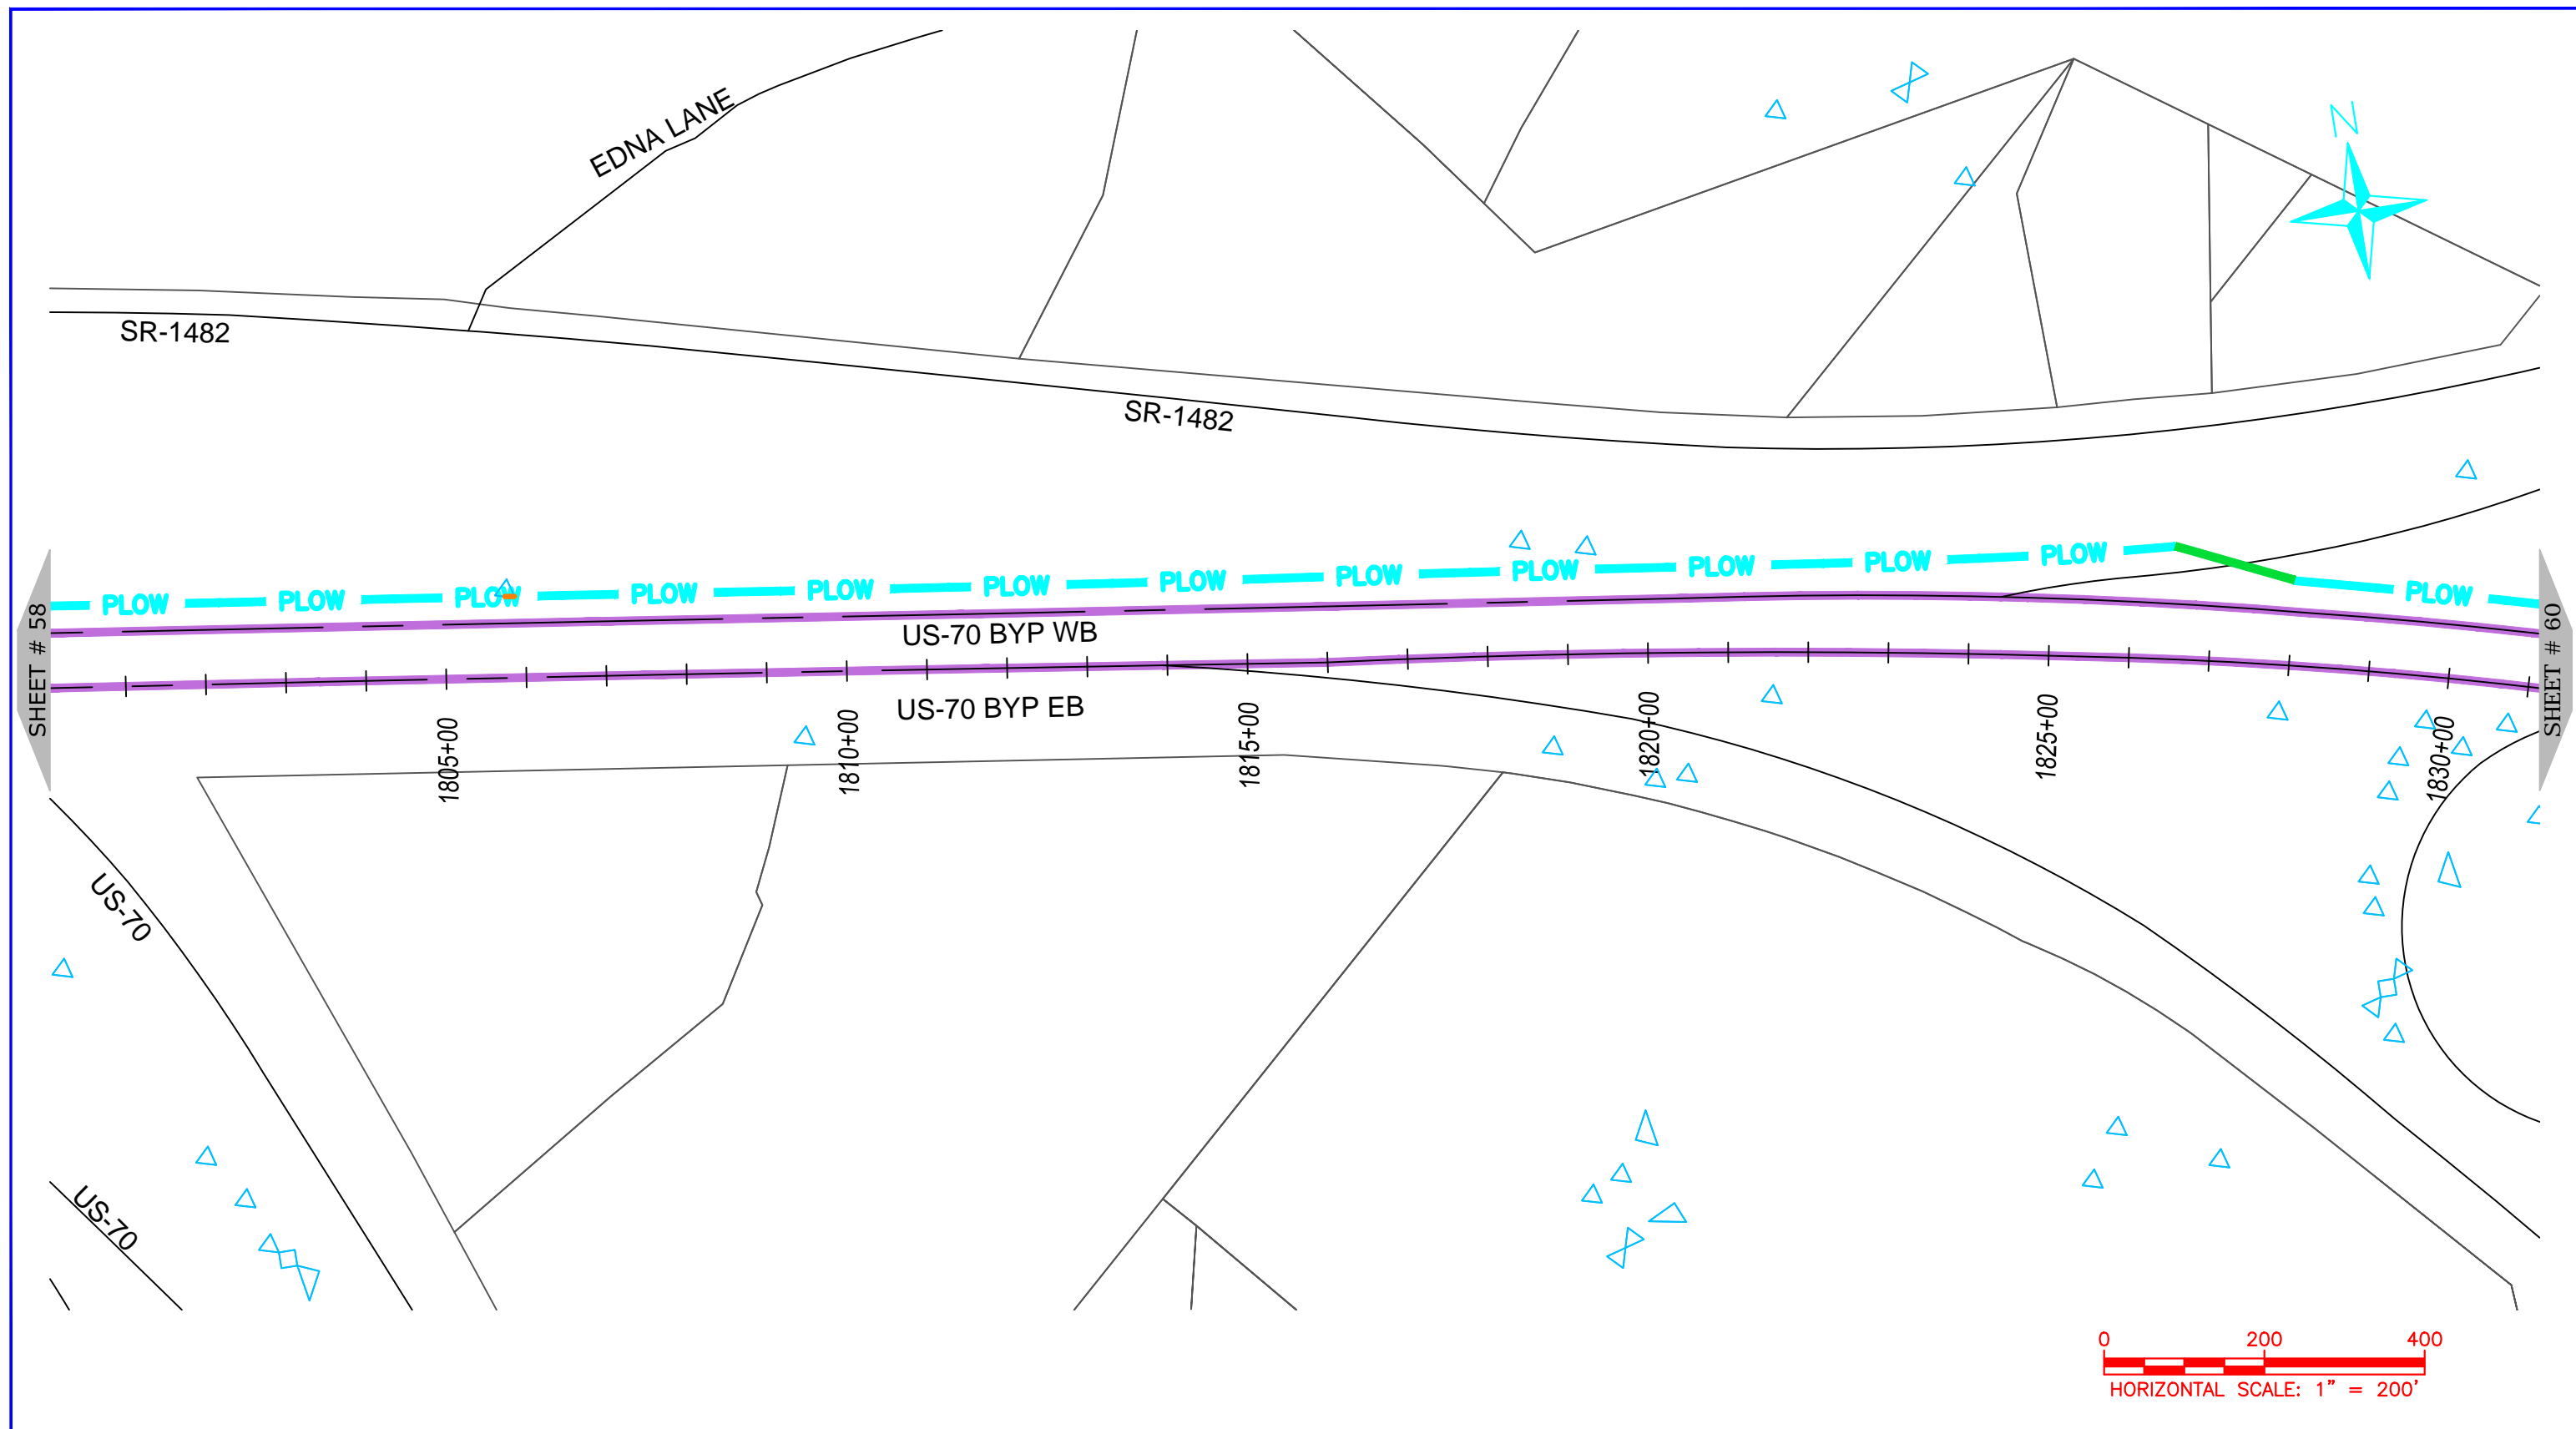 EDNA LANE
N
SR-1482
SR-1482
PLOW PLOW PLOW PLOW PLOW PLOW PLOW PLOW PLOW PLOW PLOW PLOW PLOW
US-70 BYP WB
US-70 BYP EB
SHEET # 58
SHEET # 60
1805+00
1810+00
1815+00
1820+00
1825+00
1830+00
US-70
US-70
0 200 400
HORIZONTAL SCALE: 1" = 200'